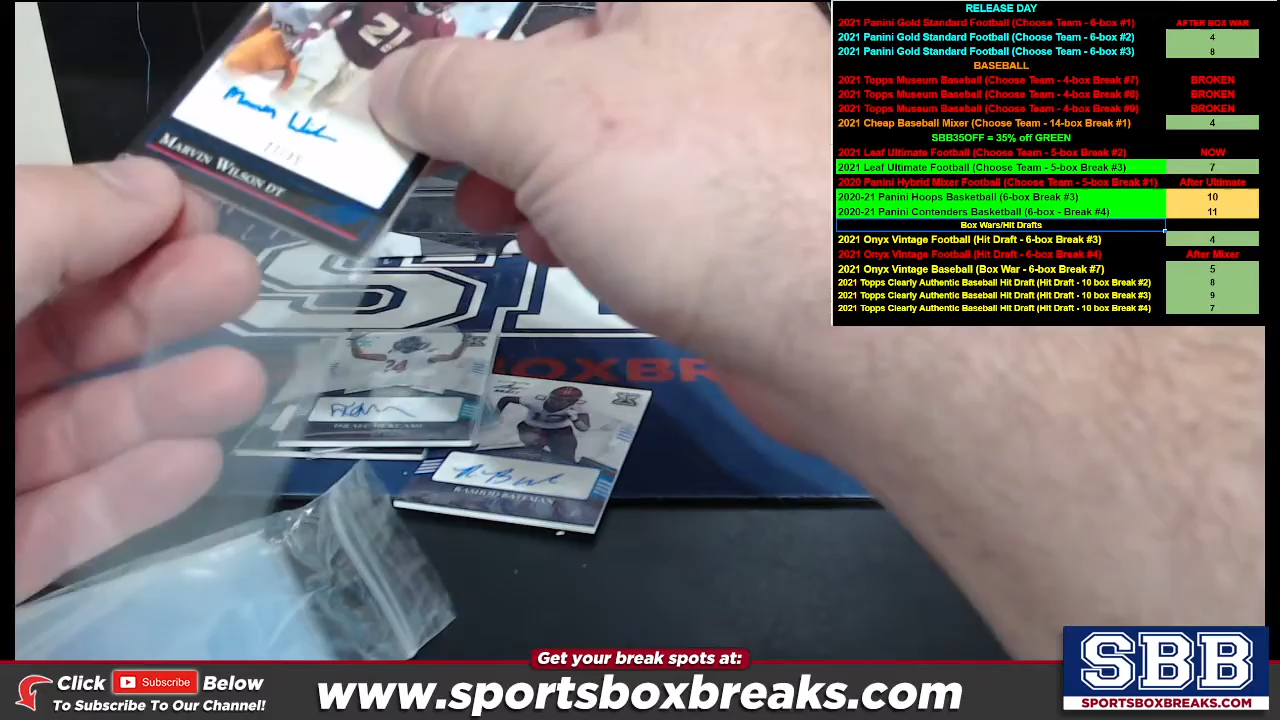 RELEASE DAY
2021 Panini Gold Standard Football (Choose Team - 6-box #1) AFTER BOX WAR
2021 Panini Gold Standard Football (Choose Team - 6-box #2) 4
2021 Panini Gold Standard Football (Choose Team - 6-box #3) 8
BASEBALL
2021 Topps Museum Baseball (Choose Team - 4-box Break #7) BROKEN
2021 Topps Museum Baseball (Choose Team - 4-box Break #8) BROKEN
2021 Topps Museum Baseball (Choose Team - 4-box Break #9) BROKEN
2021 Cheap Baseball Mixer (Choose Team - 14-box Break #1) 4
SBB35OFF = 35% off GREEN
2021 Leaf Ultimate Football (Choose Team - 5-box Break #2) NOW
2021 Leaf Ultimate Football (Choose Team - 5-box Break #3) 7
2020 Panini Hybrid Mixer Football (Choose Team - 5-box Break #1) After Ultimate
2020-21 Panini Hoops Basketball (6-box Break #3) 10
2020-21 Panini Contenders Basketball (6-box - Break #4) 11
Box Wars/Hit Drafts
2021 Onyx Vintage Football (Hit Draft - 6-box Break #3) 4
2021 Onyx Vintage Football (Hit Draft - 6-box Break #4) After Mixer
2021 Onyx Vintage Baseball (Box War - 6-box Break #7) 5
2021 Topps Clearly Authentic Baseball Hit Draft (Hit Draft - 10 box Break #2) 8
2021 Topps Clearly Authentic Baseball Hit Draft (Hit Draft - 10 box Break #3) 9
2021 Topps Clearly Authentic Baseball Hit Draft (Hit Draft - 10 box Break #4) 7
21
MARVIN WILSON DT
OXBR
24
RASHOD BATEMAN
Get your break spots at:
Click Subscribe Below
To Subscribe To Our Channel!
www.sportsboxbreaks.com
SBB
SPORTSBOXBREAKS.COM